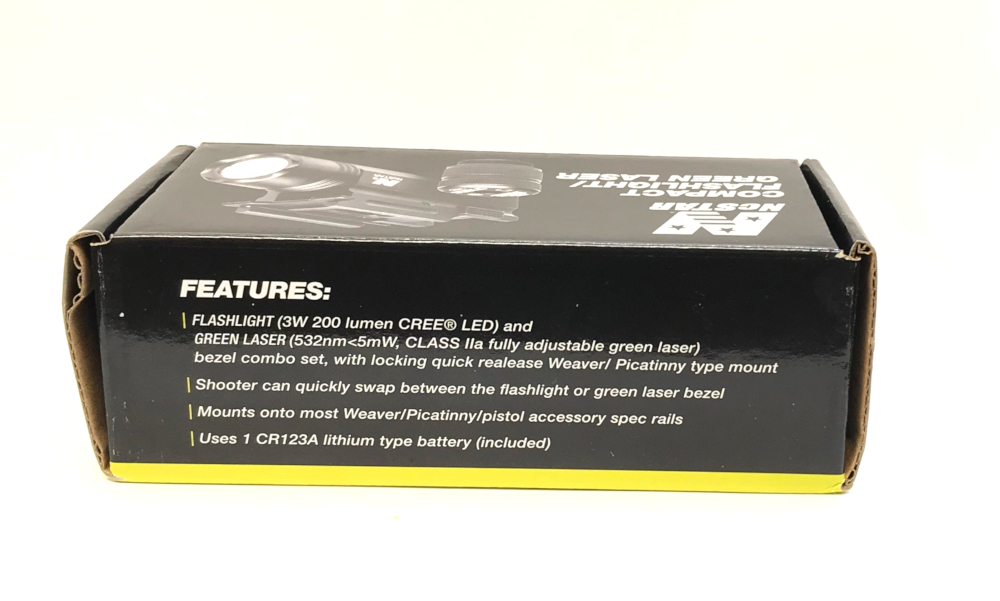 NcSTAR
COMPACT
FLASHLIGHT/
GREEN LASER
NcSTAR
FEATURES:
FLASHLIGHT (3W 200 lumen CREE® LED) and
GREEN LASER (532nm<5mW, CLASS IIa fully adjustable green laser)
bezel combo set, with locking quick realease Weaver/ Picatinny type mount
Shooter can quickly swap between the flashlight or green laser bezel
Mounts onto most Weaver/Picatinny/pistol accessory spec rails
Uses 1 CR123A lithium type battery (included)